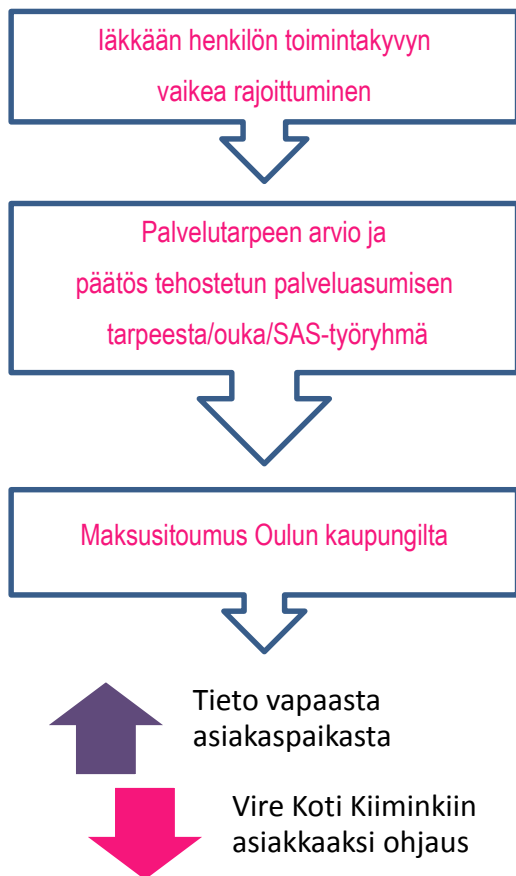 Iäkkään henkilön toimintakyvyn
vaikea rajoittuminen
Palvelutarpeen arvio ja
päätös tehostetun palveluasumisen
tarpeesta/ouka/SAS-työryhmä
Maksusitoumus Oulun kaupungilta
Tieto vapaasta
asiakaspaikasta
Vire Koti Kiiminkiin
asiakkaaksi ohjaus